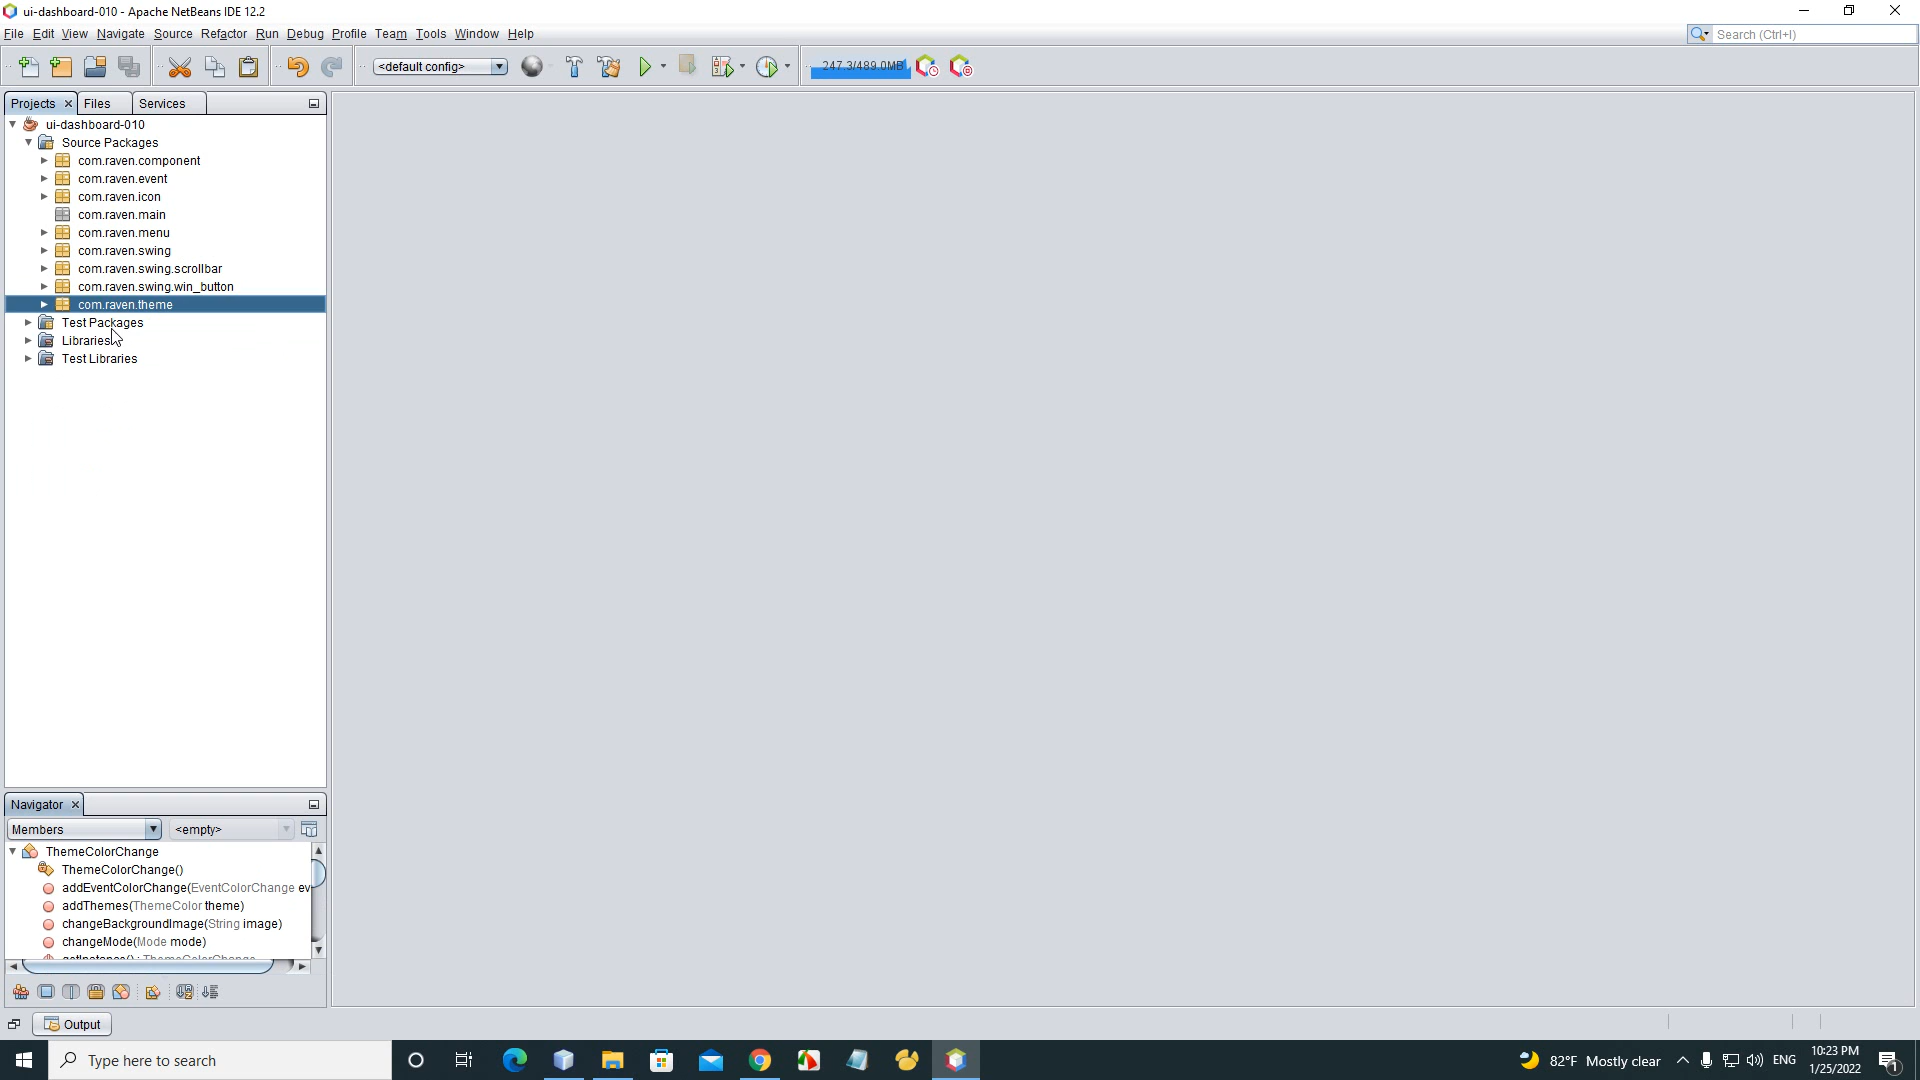 ui-dashboard-010 - Apache NetBeans IDE 12.2
File Edit View Navigate Source Refactor Run Debug Profile Team Tools Window Help
Search (Ctrl+I)
<default config>
247.3/489.0MB
Projects Files Services
ui-dashboard-010
Source Packages
com.raven.component
com.raven.event
com.raven.icon
com.raven.main
com.raven.menu
com.raven.swing
com.raven.swing.scrollbar
com.raven.swing.win_button
com.raven.theme
Test Packages
Libraries
Test Libraries
Navigator
Members <empty>
ThemeColorChange
ThemeColorChange()
addEventColorChange(EventColorChange ev
addThemes(ThemeColor theme)
changeBackgroundImage(String image)
changeMode(Mode mode)
getInstance() : ThemeColorChange
Output
Type here to search
82°F Mostly clear
ENG
10:23 PM
1/25/2022
1